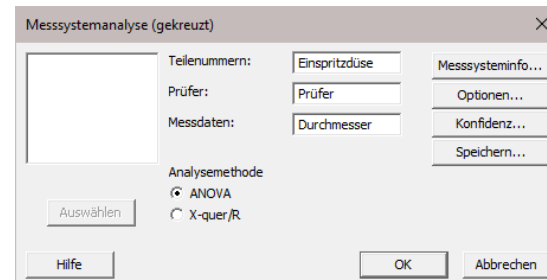 Messsystemanalyse (gekreuzt)
Teilenummern: Einspritzdüse
Prüfer: Prüfer
Messdaten: Durchmesser
Messsysteminfo...
Optionen...
Konfidenz...
Speichern...
Analysemethode
ANOVA
X-quer/R
Auswählen
Hilfe
OK
Abbrechen